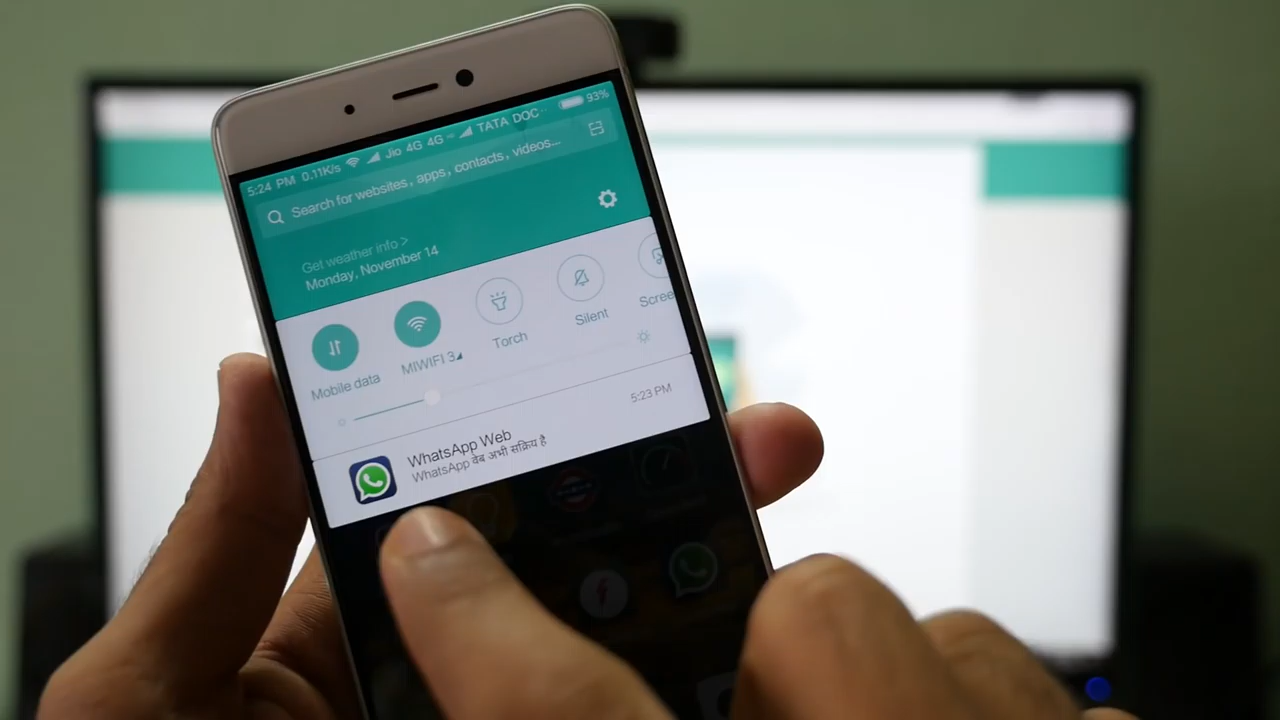 5:24 PM 0.11K/s Jio 4G 4G TATA DOC... 93%
Search for websites, apps, contacts, videos...
Get weather info >
Monday, November 14
Mobile data
MIWIFI 3
Torch
Silent
Scree
5:23 PM
WhatsApp Web
WhatsApp वेब अभी सक्रिय है